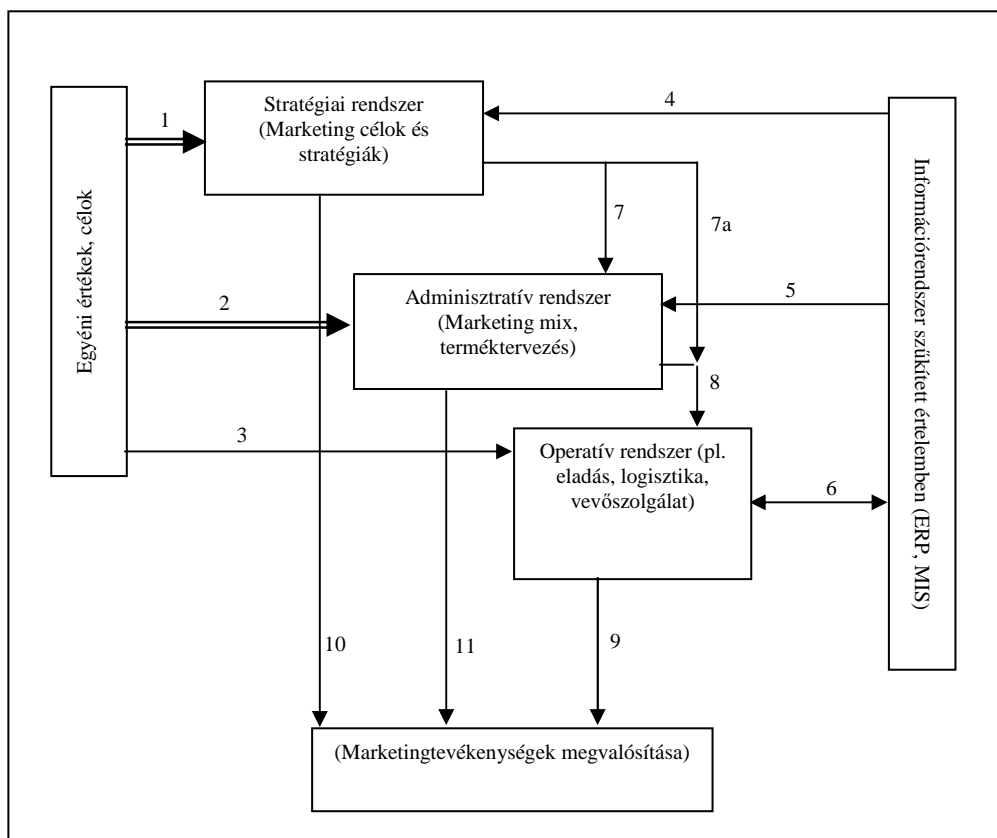 Stratégiai rendszer
(Marketing célok és
stratégiák)
1
4
Egyéni értékek, célok
Információrendszer szűkített értelemben (ERP, MIS)
7
7a
Adminisztratív rendszer
(Marketing mix,
terméktervezés)
2
5
8
3
Operatív rendszer (pl.
eladás, logisztika,
vevőszolgálat)
6
10
11
9
(Marketingtevékenységek megvalósítása)